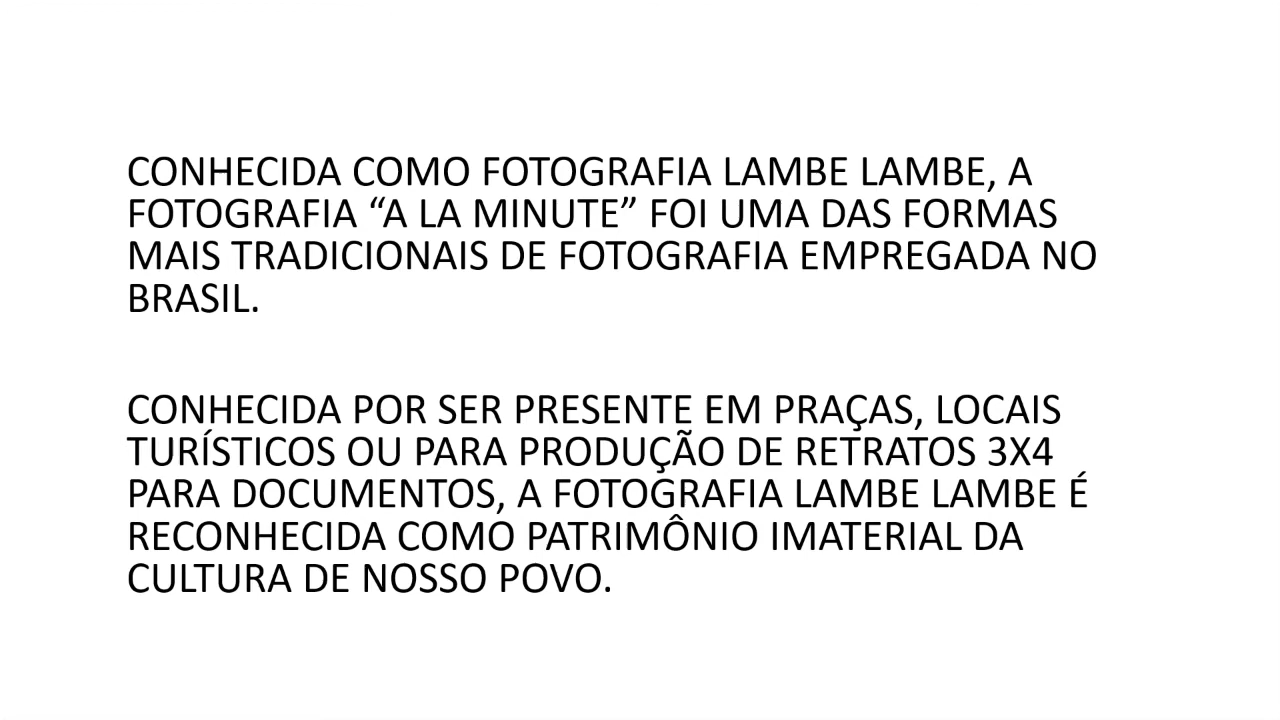 CONHECIDA COMO FOTOGRAFIA LAMBE LAMBE, A
FOTOGRAFIA “A LA MINUTE” FOI UMA DAS FORMAS
MAIS TRADICIONAIS DE FOTOGRAFIA EMPREGADA NO
BRASIL.
CONHECIDA POR SER PRESENTE EM PRAÇAS, LOCAIS
TURÍSTICOS OU PARA PRODUÇÃO DE RETRATOS 3X4
PARA DOCUMENTOS, A FOTOGRAFIA LAMBE LAMBE É
RECONHECIDA COMO PATRIMÔNIO IMATERIAL DA
CULTURA DE NOSSO POVO.